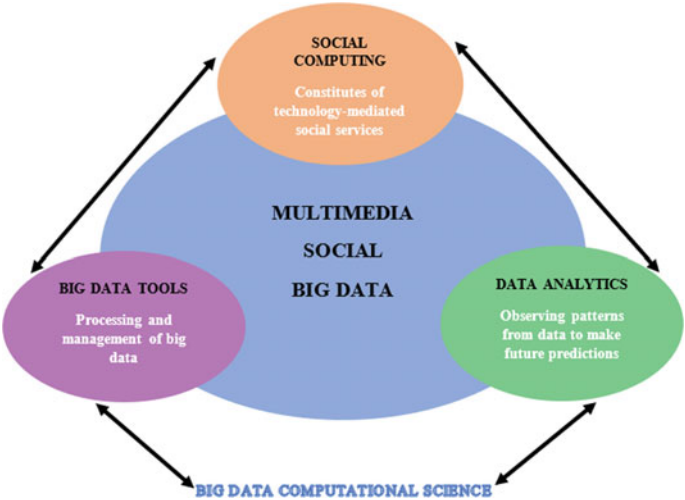 SOCIAL
COMPUTING
Constitutes of
technology-mediated
social services
MULTIMEDIA
SOCIAL
BIG DATA
BIG DATA TOOLS
Processing and
management of big
data
DATA ANALYTICS
Observing patterns
from data to make
future predictions
BIG DATA COMPUTATIONAL SCIENCE